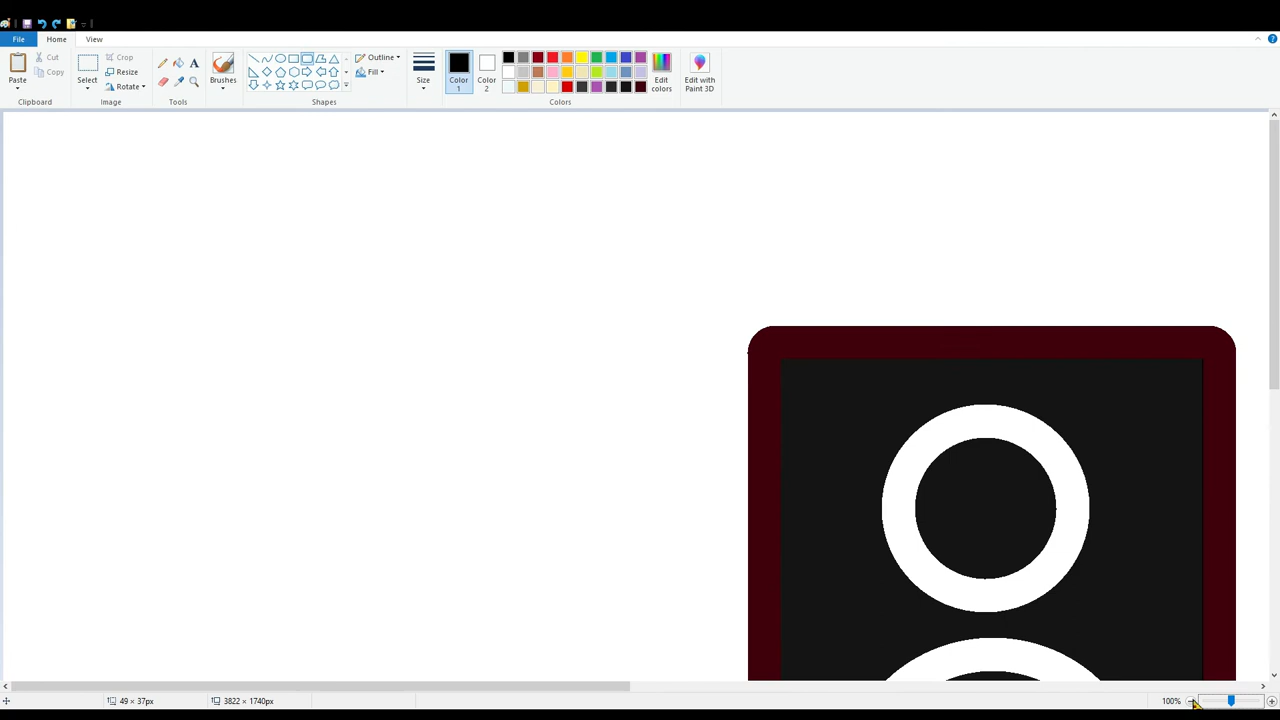 File Home View
Paste
Cut
Copy
Clipboard
Select
Crop
Resize
Rotate
Image
Tools
Brushes
Outline
Fill
Shapes
Size
Color 1
Color 2
Edit colors
Colors
Edit with Paint 3D
49 × 37px
3822 × 1740px
100%